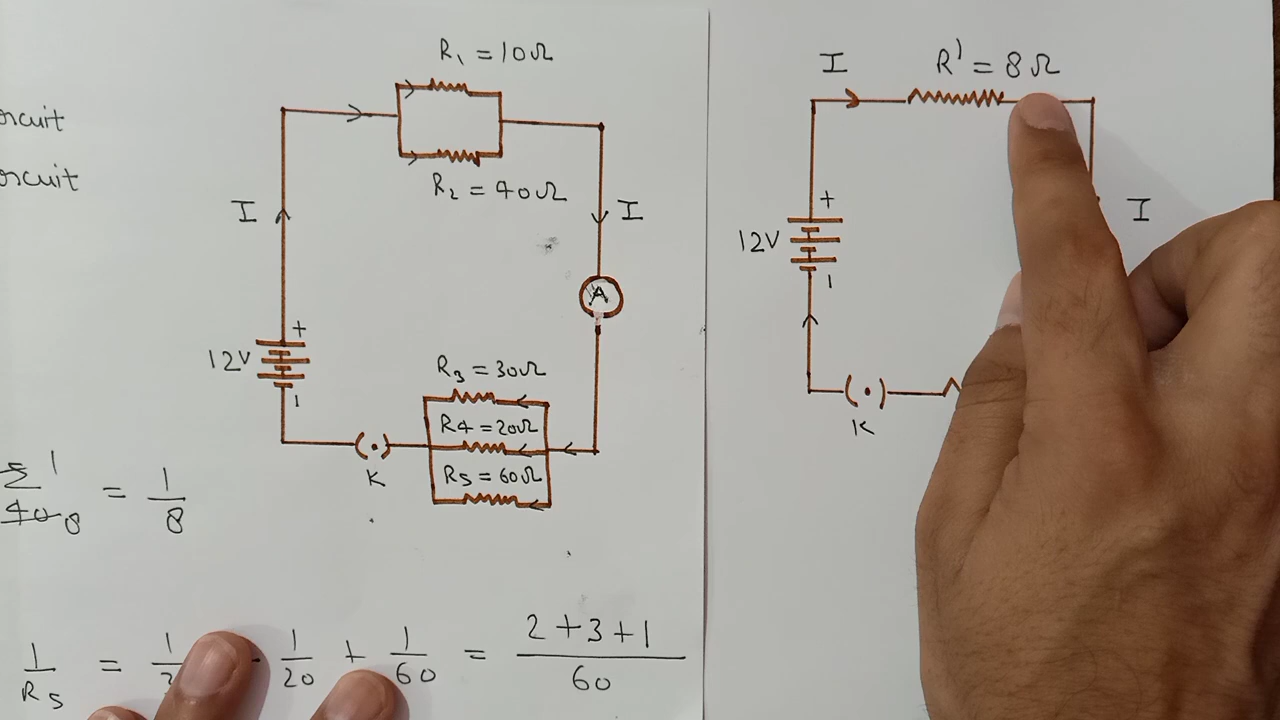 rcuit
rcuit
R₁ = 10Ω
R₂ = 40Ω
I
I
A
12V
+
R₃ = 30Ω
R4 = 20Ω
R5 = 60Ω
K
= 1/8
1/R5 = 1/ 1/20 + 1/60 = 2+3+1/60
I
R' = 8Ω
I
12V
+
K